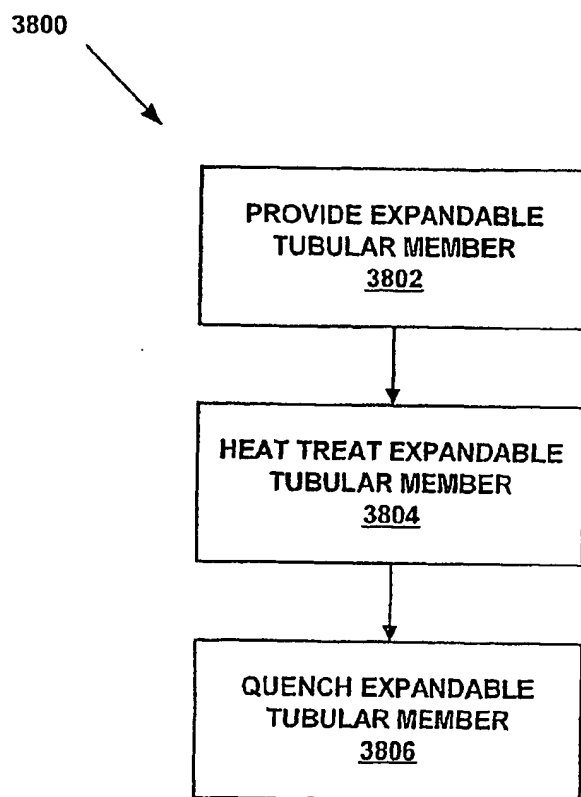 3800
PROVIDE EXPANDABLE
TUBULAR MEMBER
3802
HEAT TREAT EXPANDABLE
TUBULAR MEMBER
3804
QUENCH EXPANDABLE
TUBULAR MEMBER
3806